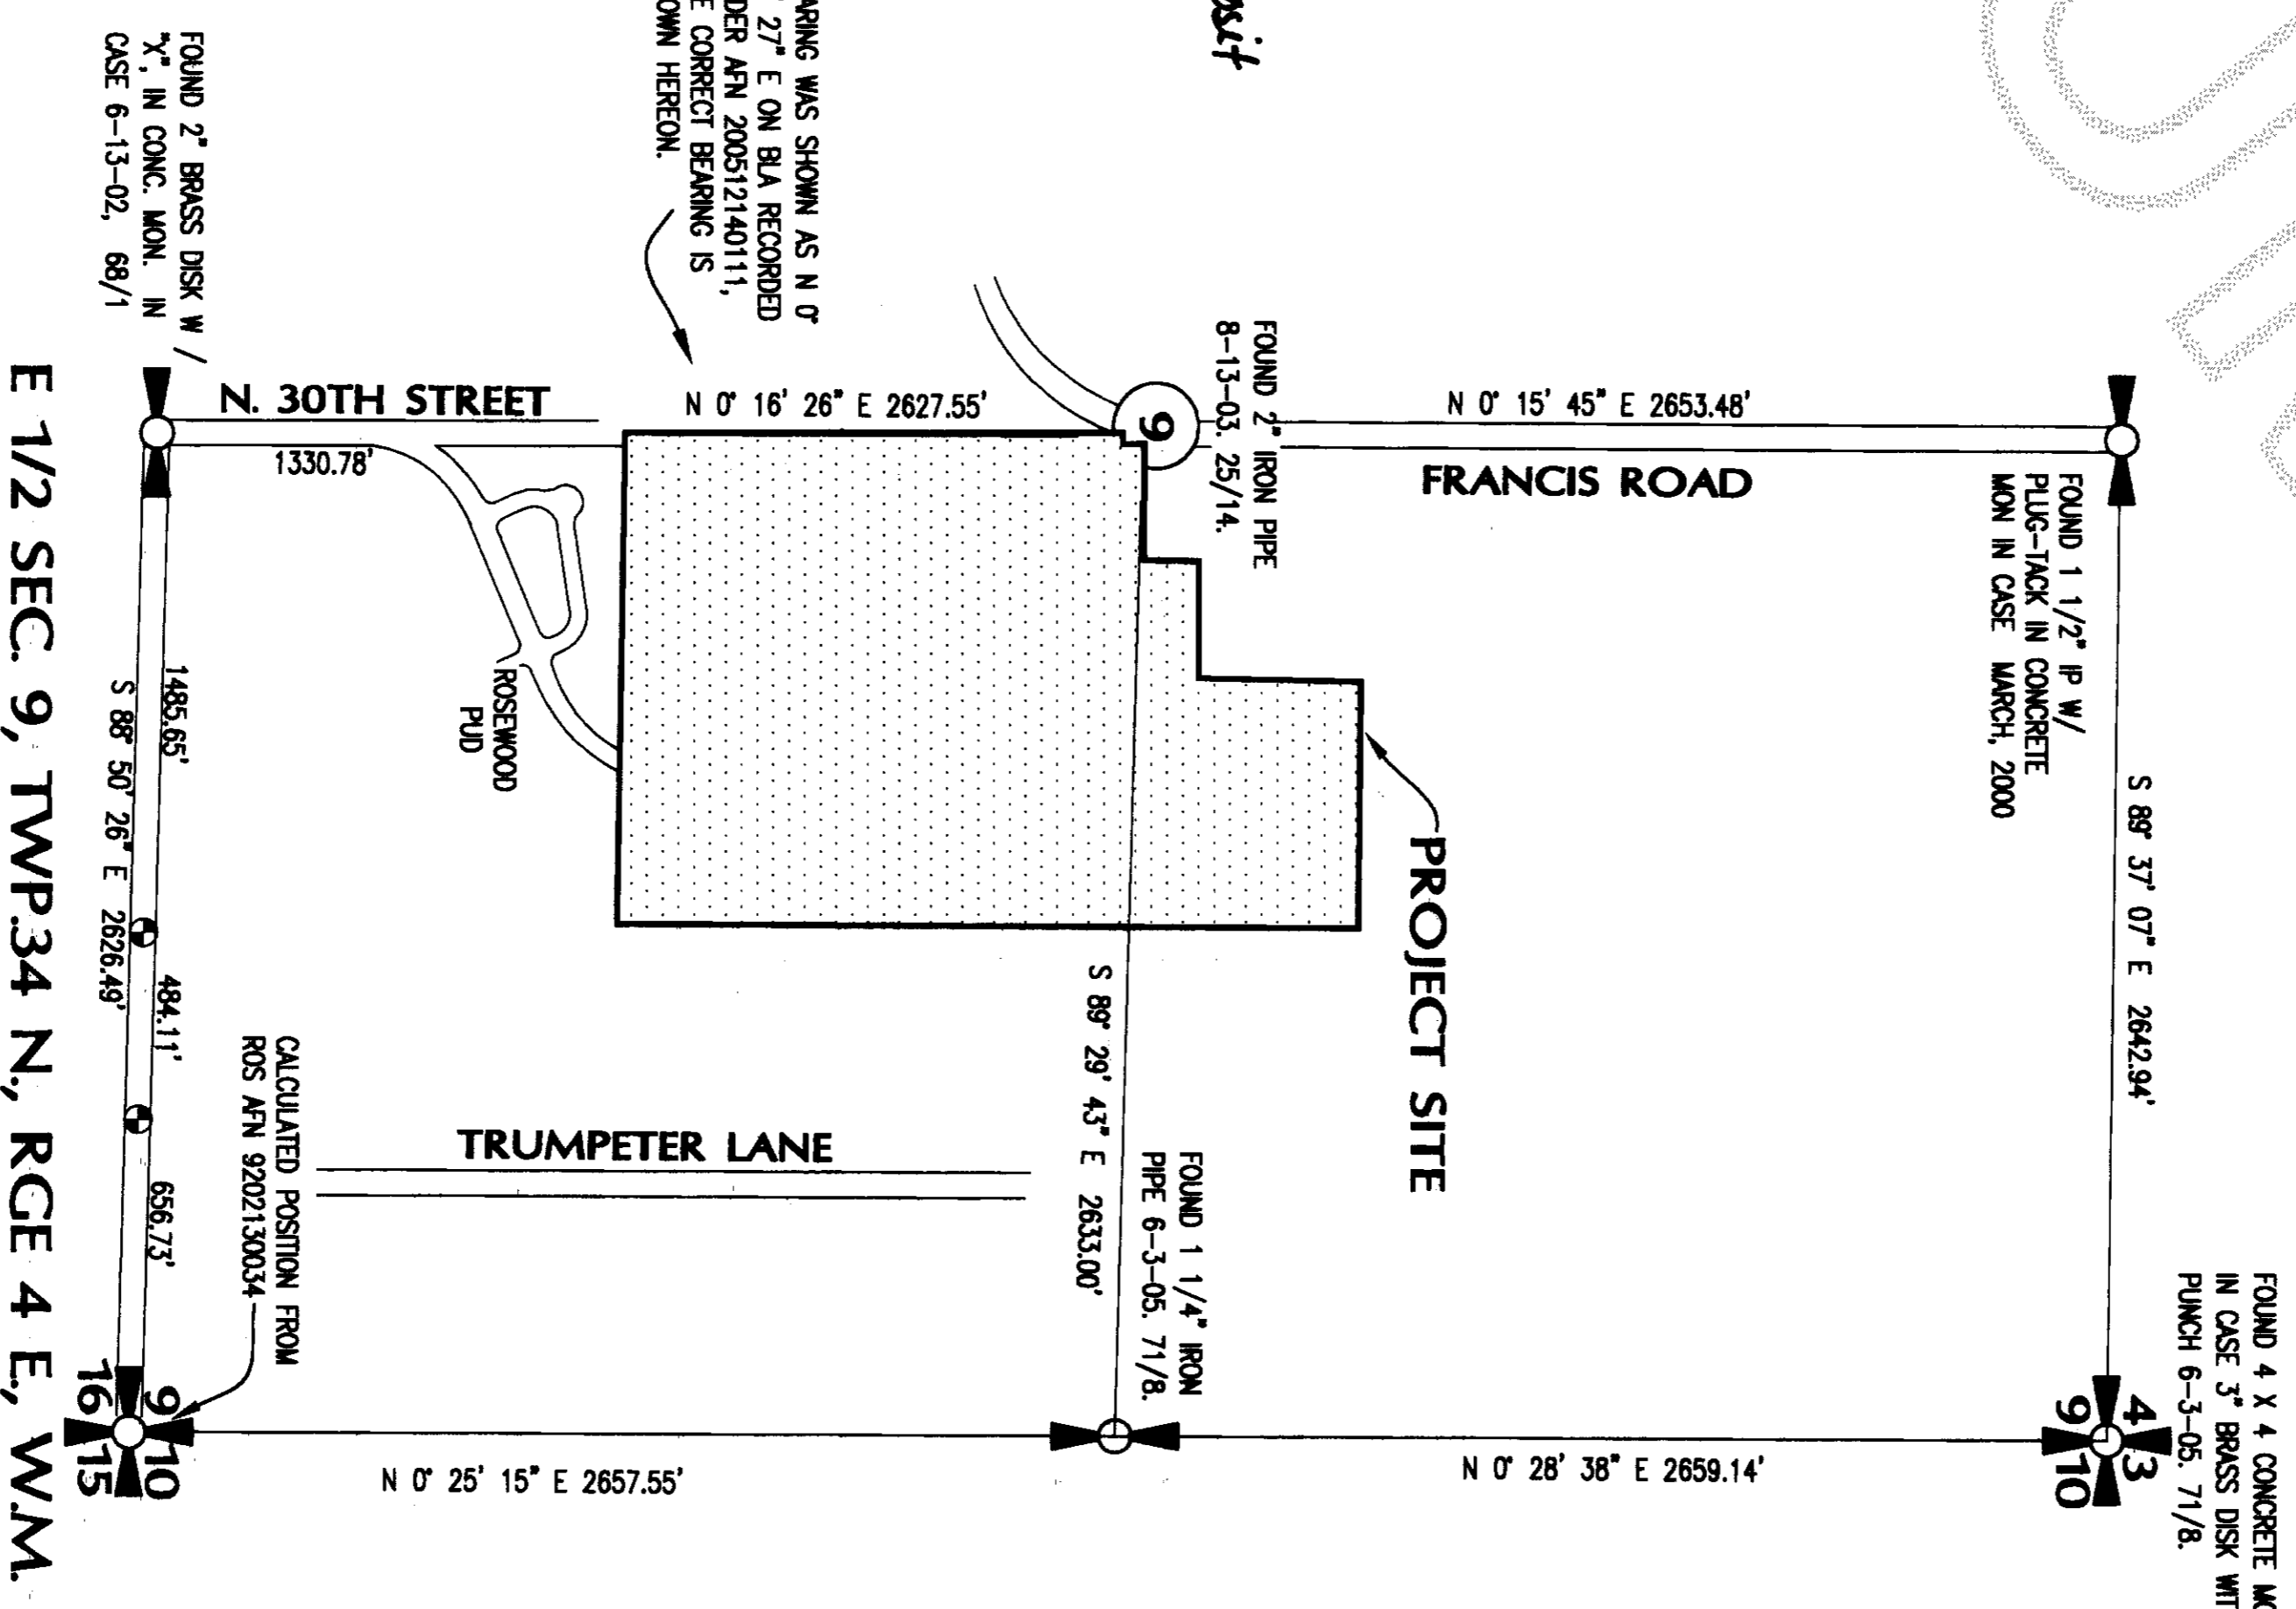 osit
FOUND 4 X 4 CONCRETE
IN CASE 3" BRASS DISK
PUNCH 6-3-05. 71/8.
S 89° 37' 07" E 2642.94'
4
3
9
10
FOUND 1 1/2" IP W/
PLUG-TACK IN CONCRETE
MON IN CASE MARCH, 2000
N 0° 15' 45" E 2653.48'
FRANCIS ROAD
N 0° 28' 38" E 2659.14'
PROJECT SITE
FOUND 2" IRON PIPE
8-13-03. 25/14.
9
FOUND 1 1/4" IRON
PIPE 6-3-05. 71/8.
S 89° 29' 43" E 2633.00'
ARING WAS SHOWN AS N 0°
27" E ON BLA RECORDED
DER AFN 200512140111,
E CORRECT BEARING IS
OWN HEREON.
N 0° 16' 26" E 2627.55'
TRUMPETER LANE
N. 30TH STREET
1330.78'
ROSEWOOD
PUD
N 0° 25' 15" E 2657.55'
CALCULATED POSITION FROM
ROS AFN 9202130034
FOUND 2" BRASS DISK W /
"X", IN CONC. MON. IN
CASE 6-13-02, 68/1
1485.65'
484.11'
656.73'
S 88° 50' 26" E 2626.49'
9
10
16
15
E 1/2 SEC. 9, TWP.34 N., RGE 4 E., W.M.